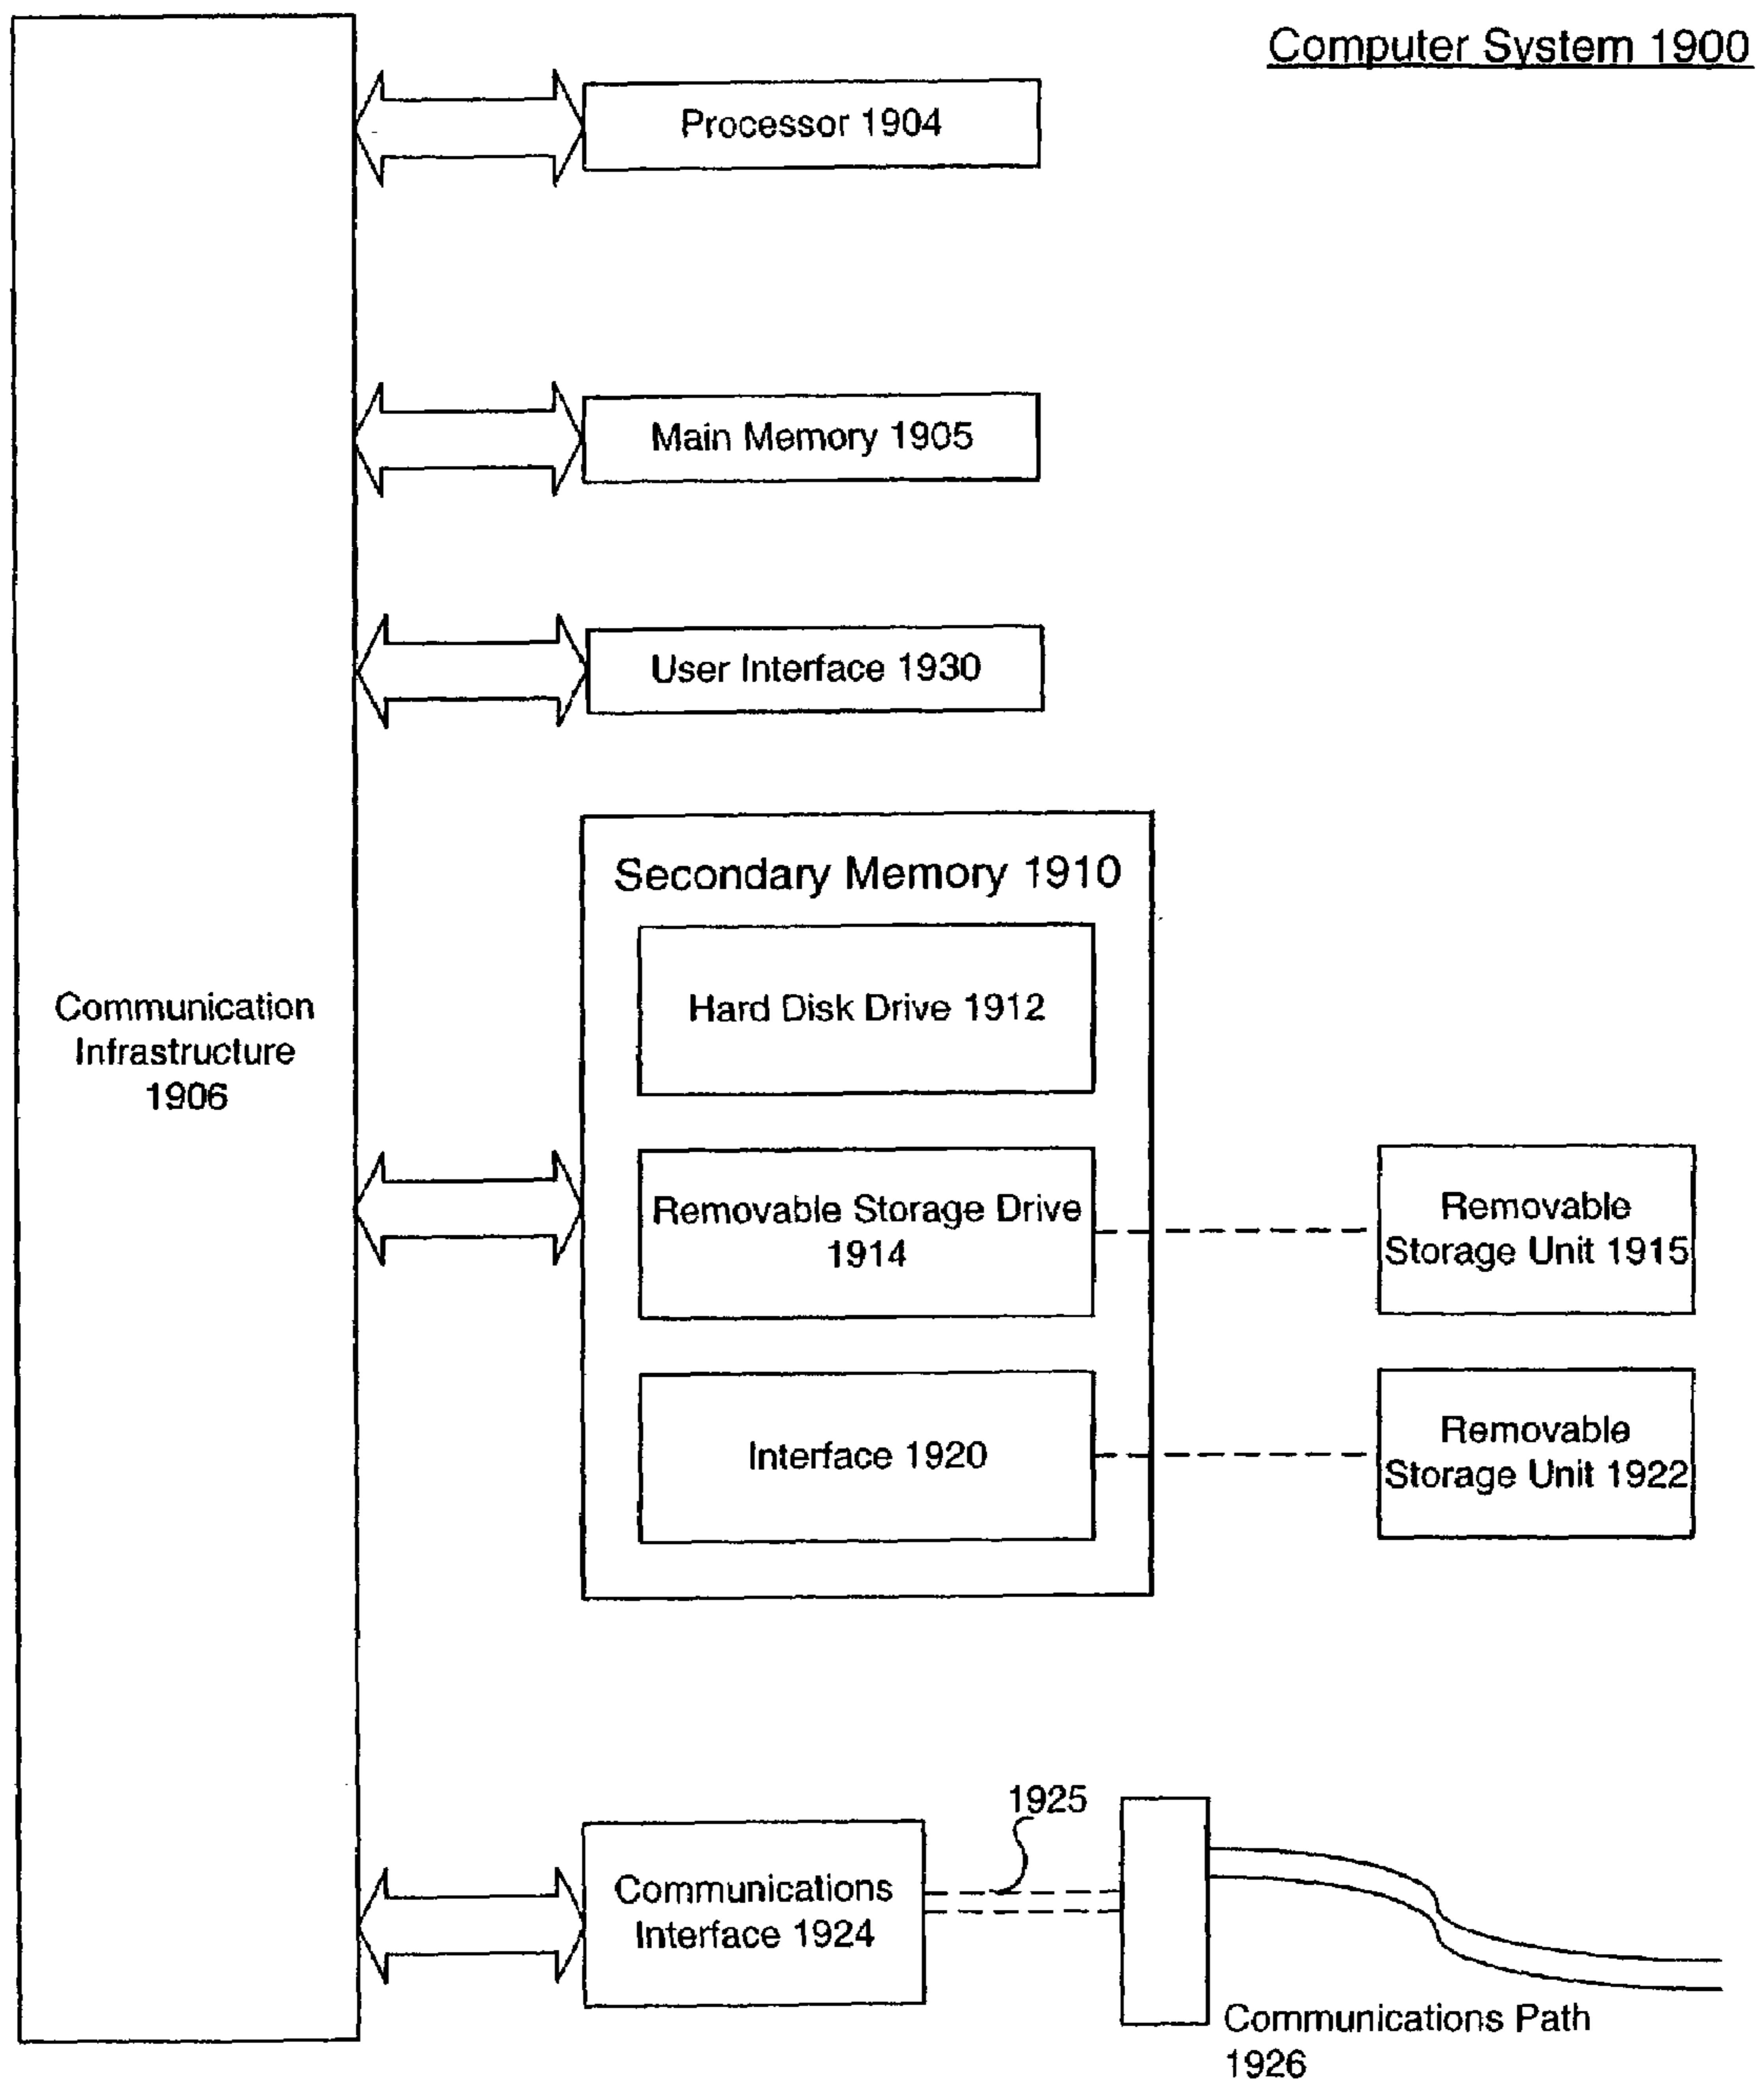 Computer System 1900
Processor 1904
Main Memory 1905
User Interface 1930
Secondary Memory 1910
Hard Disk Drive 1912
Communication
Infrastructure
1906
Removable Storage Drive
1914
Removable
Storage Unit 1915
Interface 1920
Removable
Storage Unit 1922
1925
Communications
Interface 1924
Communications Path
1926